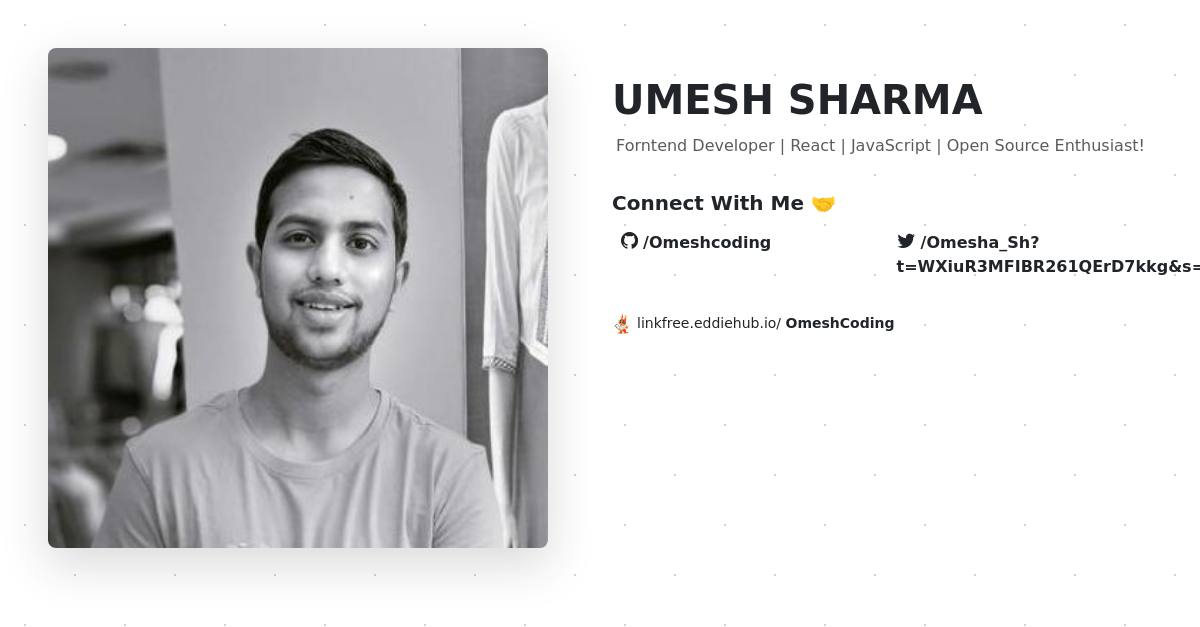 UMESH SHARMA
Forntend Developer | React | JavaScript | Open Source Enthusiast!
Connect With Me 🤝
/Omeshcoding
/Omesha_Sh?
t=WXiuR3MFIBR261QErD7kkg&s=
linkfree.eddiehub.io/ OmeshCoding